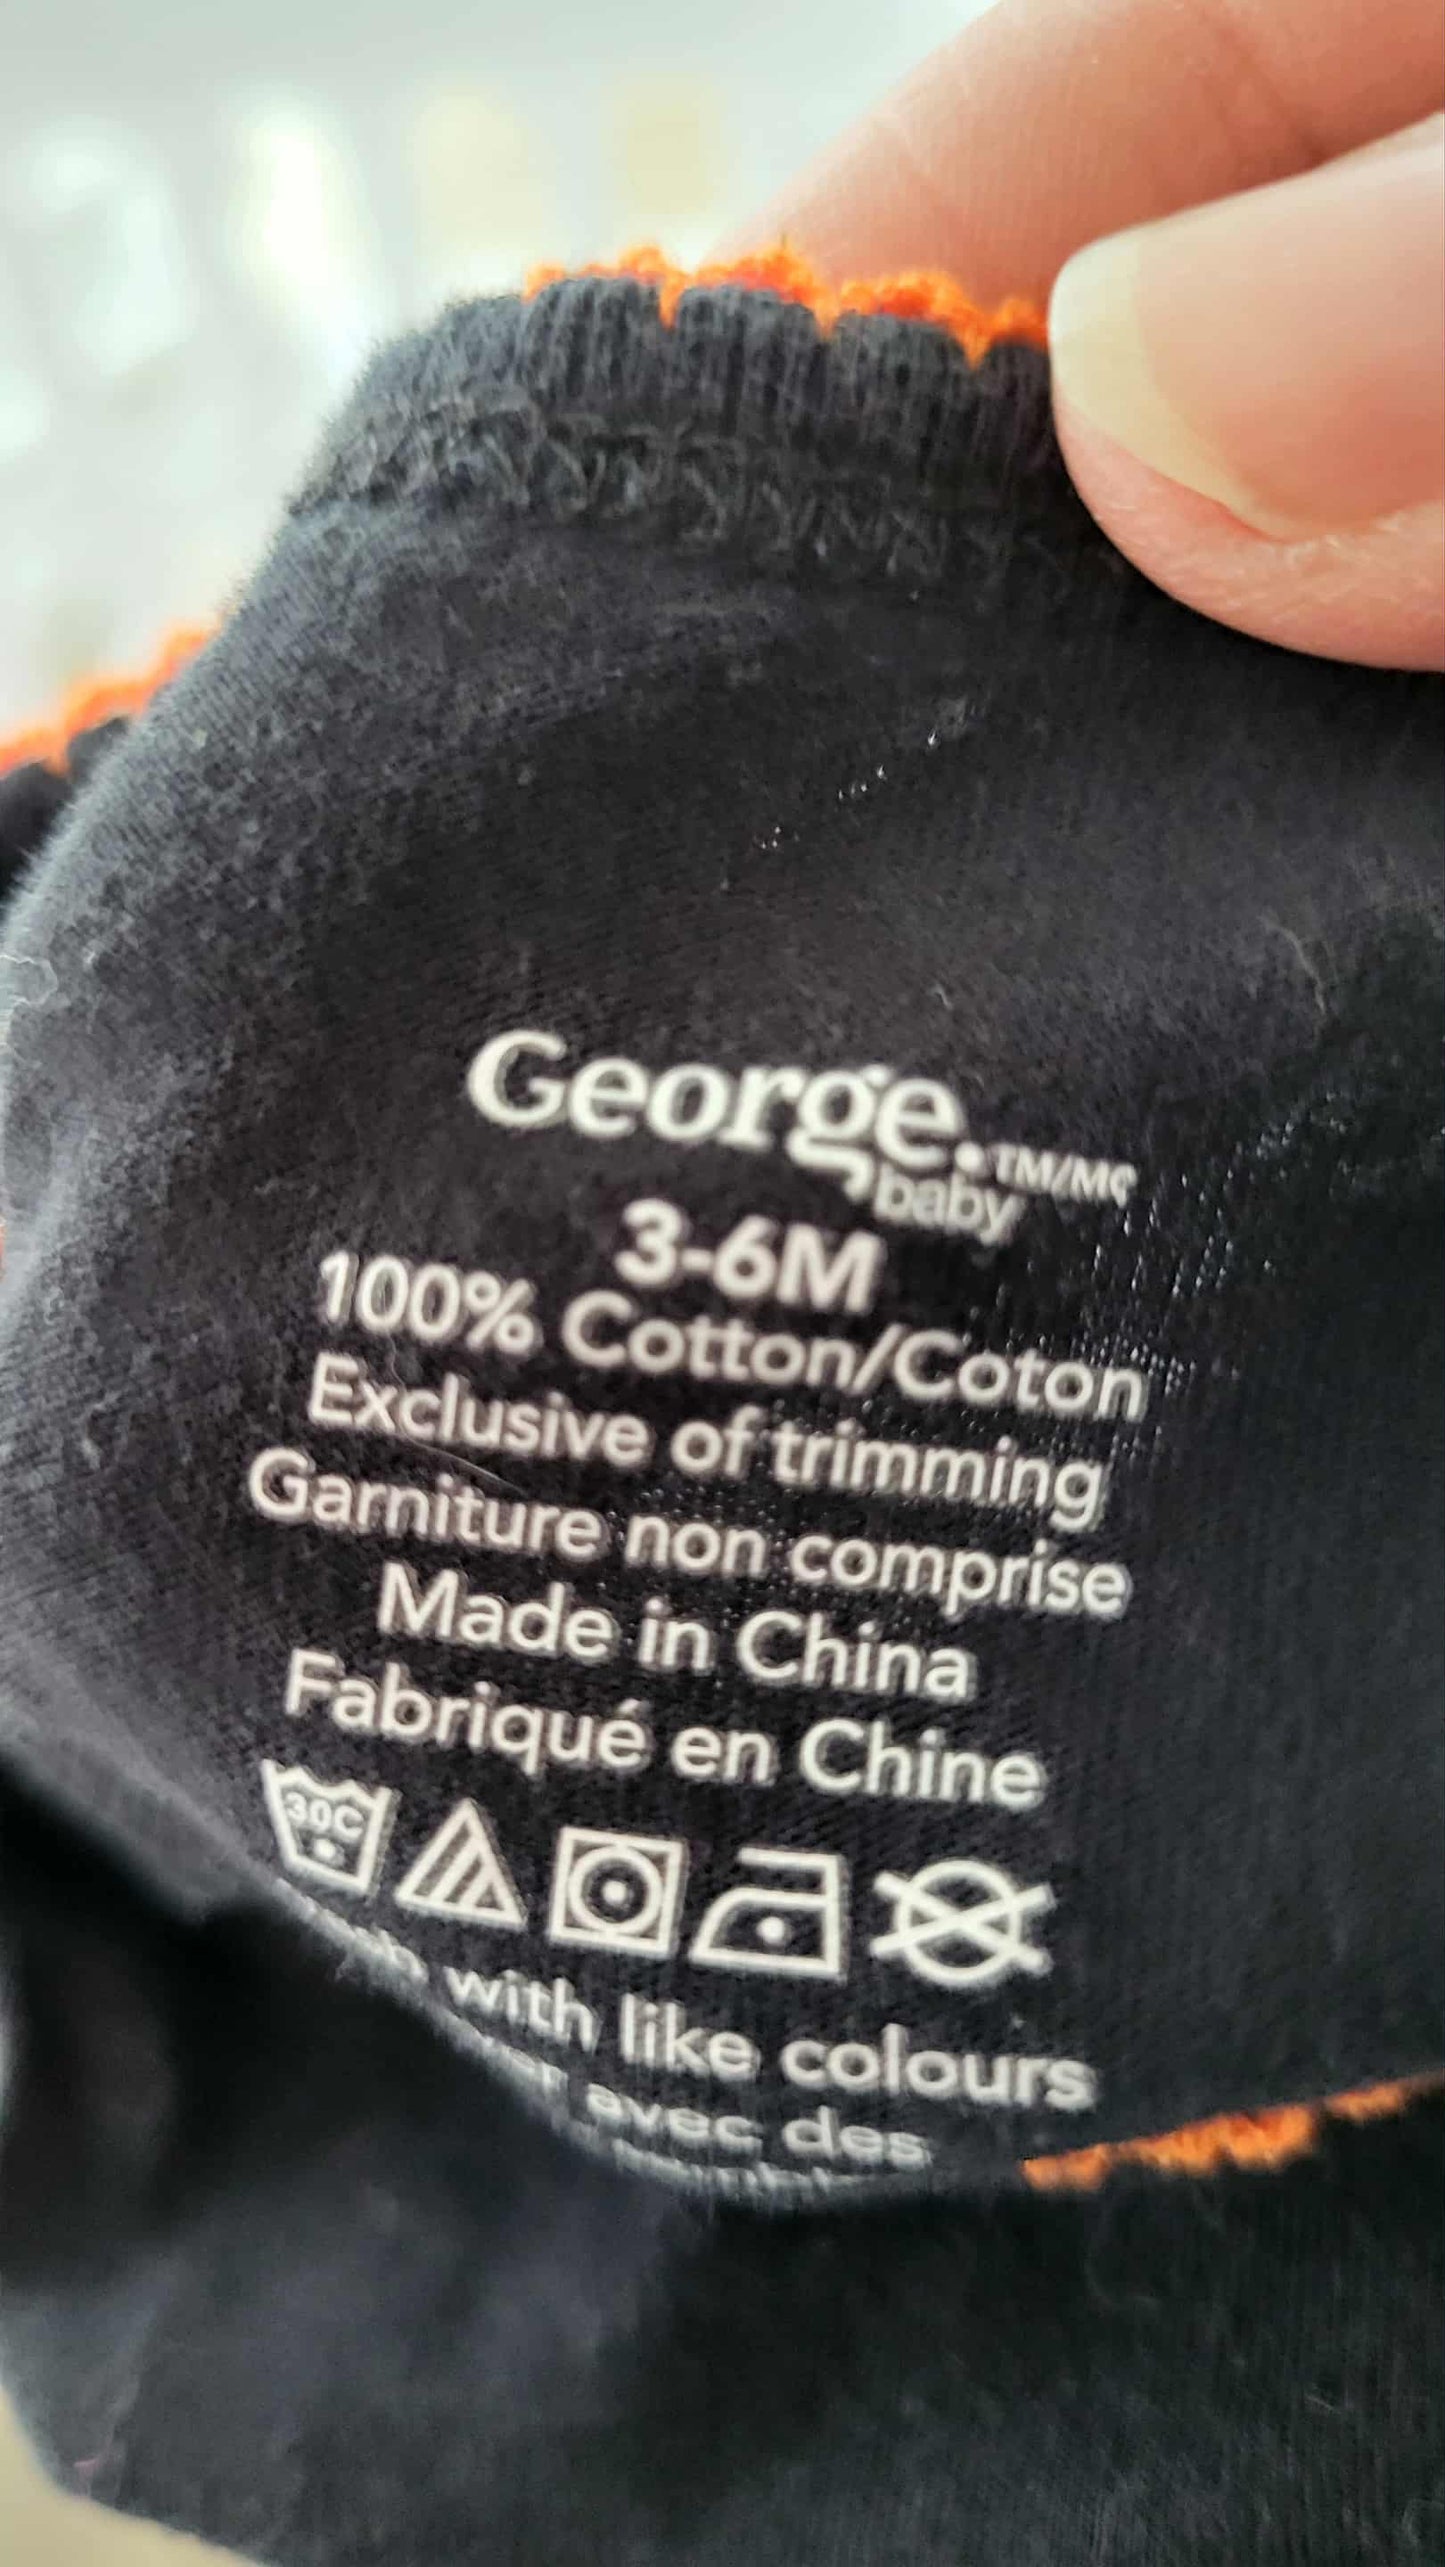 George.™/MC
baby
3-6M
100% Cotton/Coton
Exclusive of trimming
Garniture non comprise
Made in China
Fabriqué en Chine
30C
with like colours
avec des